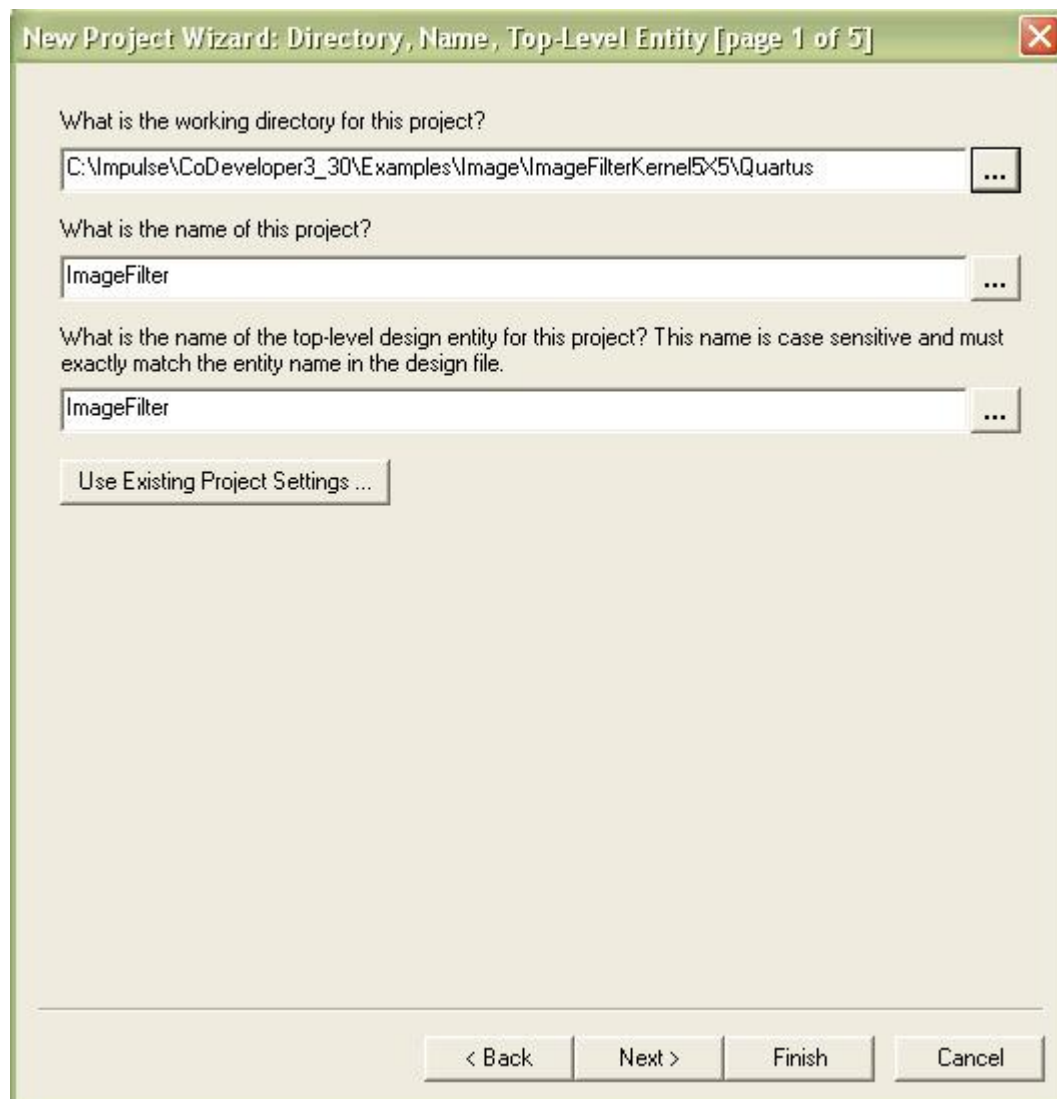 New Project Wizard: Directory, Name, Top-Level Entity [page 1 of 5]
What is the working directory for this project?
C:\Impulse\CoDeveloper3_30\Examples\Image\ImageFilterKernel5X5\Quartus
...
What is the name of this project?
ImageFilter
...
What is the name of the top-level design entity for this project? This name is case sensitive and must
exactly match the entity name in the design file.
ImageFilter
...
Use Existing Project Settings ...
< Back Next > Finish Cancel